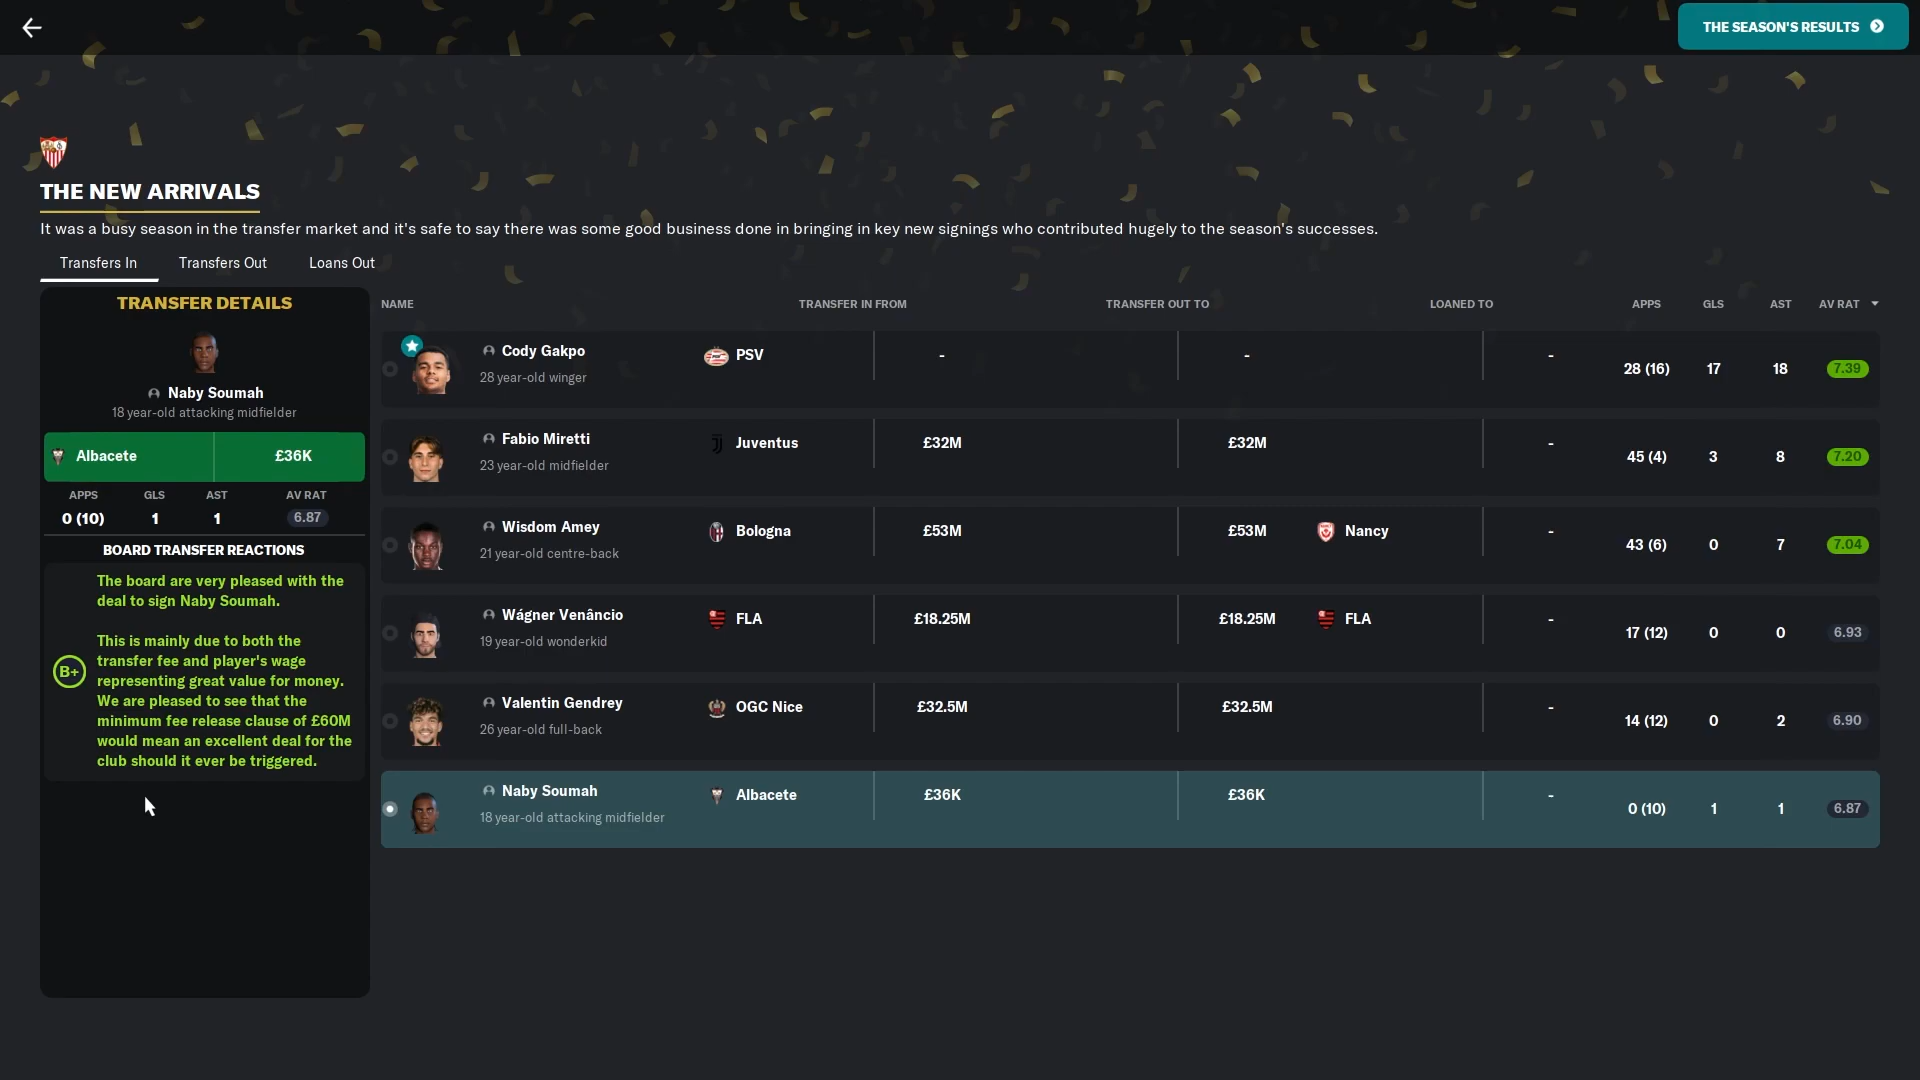 THE SEASON'S RESULTS
THE NEW ARRIVALS
It was a busy season in the transfer market and it's safe to say there was some good business done in bringing in key new signings who contributed hugely to the season's successes.
Transfers In Transfers Out Loans Out
TRANSFER DETAILS
Naby Soumah
18 year-old attacking midfielder
Albacete £36K
APPS GLS AST AV RAT
0 (10) 1 1 6.87
BOARD TRANSFER REACTIONS
The board are very pleased with the
deal to sign Naby Soumah.
This is mainly due to both the
transfer fee and player's wage
B+
representing great value for money.
We are pleased to see that the
minimum fee release clause of £60M
would mean an excellent deal for the
club should it ever be triggered.
NAME TRANSFER IN FROM TRANSFER OUT TO LOANED TO APPS GLS AST AV RAT
Cody Gakpo PSV - - - 28 (16) 17 18 7.39
28 year-old winger
Fabio Miretti Juventus £32M £32M - 45 (4) 3 8 7.20
23 year-old midfielder
Wisdom Amey Bologna £53M £53M Nancy - 43 (6) 0 7 7.04
21 year-old centre-back
Wágner Venâncio FLA £18.25M £18.25M FLA - 17 (12) 0 0 6.93
19 year-old wonderkid
Valentin Gendrey OGC Nice £32.5M £32.5M - 14 (12) 0 2 6.90
26 year-old full-back
Naby Soumah Albacete £36K £36K - 0 (10) 1 1 6.87
18 year-old attacking midfielder